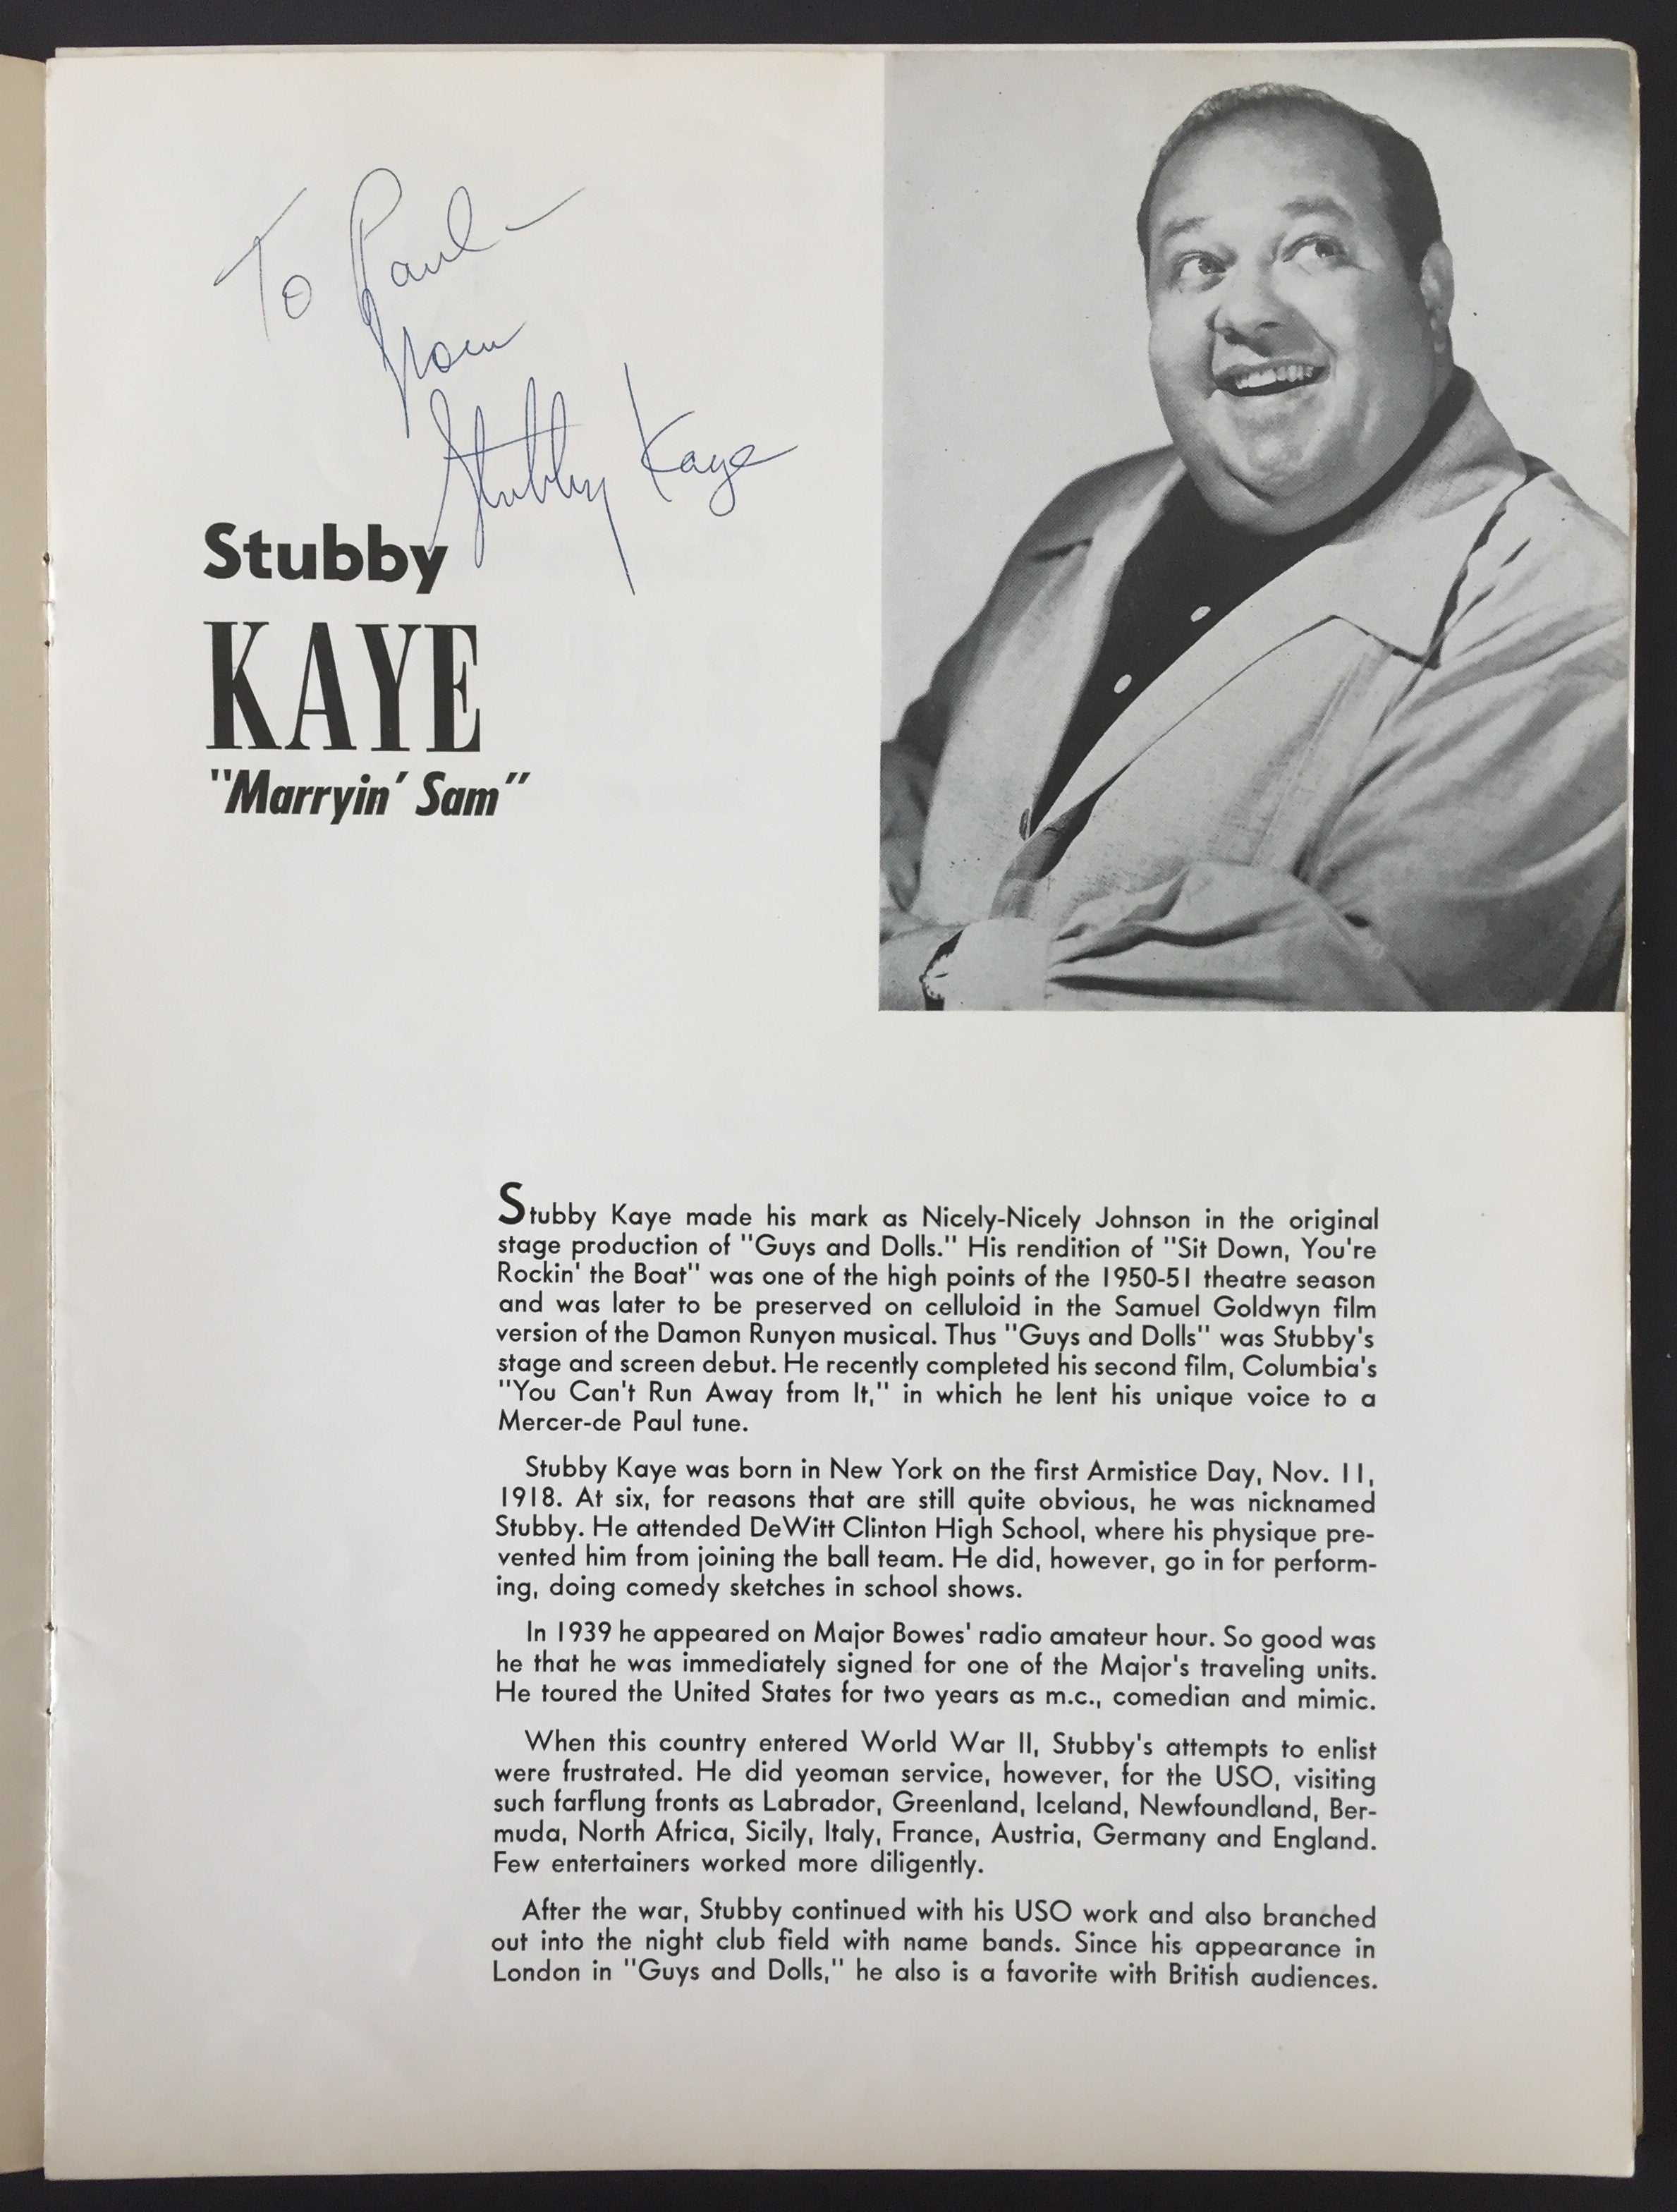 To Paul -
from
Stubby Kaye
Stubby
KAYE
"Marryin' Sam"
Stubby Kaye made his mark as Nicely-Nicely Johnson in the original
stage production of "Guys and Dolls." His rendition of "Sit Down, You're
Rockin' the Boat" was one of the high points of the 1950-51 theatre season
and was later to be preserved on celluloid in the Samuel Goldwyn film
version of the Damon Runyon musical. Thus "Guys and Dolls" was Stubby's
stage and screen debut. He recently completed his second film, Columbia's
"You Can't Run Away from It," in which he lent his unique voice to a
Mercer-de Paul tune.
Stubby Kaye was born in New York on the first Armistice Day, Nov. 11,
1918. At six, for reasons that are still quite obvious, he was nicknamed
Stubby. He attended DeWitt Clinton High School, where his physique pre-
vented him from joining the ball team. He did, however, go in for perform-
ing, doing comedy sketches in school shows.
In 1939 he appeared on Major Bowes' radio amateur hour. So good was
he that he was immediately signed for one of the Major's traveling units.
He toured the United States for two years as m.c., comedian and mimic.
When this country entered World War II, Stubby's attempts to enlist
were frustrated. He did yeoman service, however, for the USO, visiting
such farflung fronts as Labrador, Greenland, Iceland, Newfoundland, Ber-
muda, North Africa, Sicily, Italy, France, Austria, Germany and England.
Few entertainers worked more diligently.
After the war, Stubby continued with his USO work and also branched
out into the night club field with name bands. Since his appearance in
London in "Guys and Dolls," he also is a favorite with British audiences.